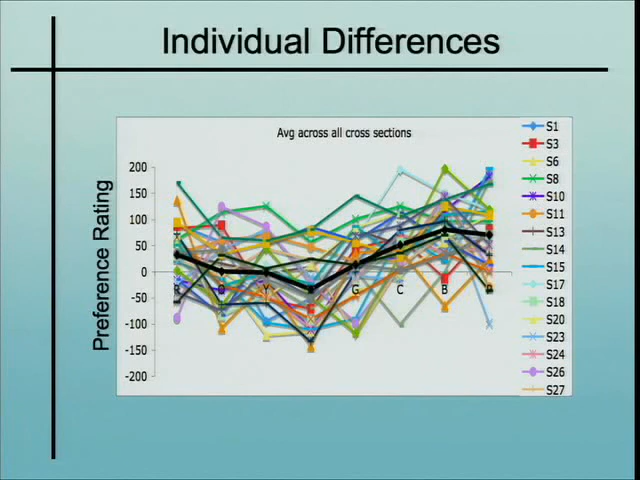 Individual Differences
Avg across all cross sections
Preference Rating
200
150
100
50
0
-50
-100
-150
-200
Y
G
C
B
S1
S3
S6
S8
S10
S11
S13
S14
S15
S17
S18
S20
S23
S24
S26
S27